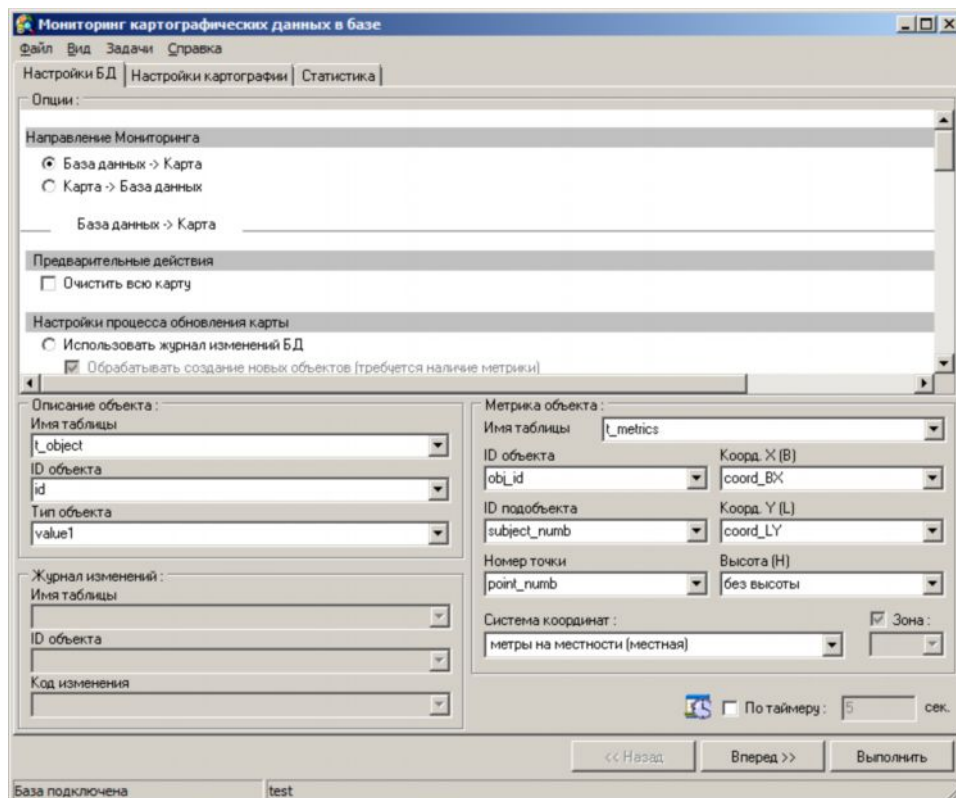 Мониторинг картографических данных в базе
Файл Вид Задачи Справка
Настройки БД Настройки картографии Статистика
Опции :
Направление Мониторинга
База данных -> Карта
Карта -> База данных
База данных -> Карта
Предварительные действия
Очистить всю карту
Настройки процесса обновления карты
Использовать журнал изменений БД
Обрабатывать создание новых объектов (требуется наличие метрики)
Описание объекта :
Имя таблицы
t_object
ID объекта
id
Тип объекта
value1
Журнал изменений :
Имя таблицы
ID объекта
Код изменения
Метрика объекта :
Имя таблицы t_metrics
ID объекта Коорд. X (B)
obj_id coord_BX
ID подобъекта Коорд. Y (L)
subject_numb coord_LY
Номер точки Высота (H)
point_numb без высоты
Система координат : Зона :
метры на местности (местная)
По таймеру : 5 сек.
<< Назад Вперед >> Выполнить
База подключена test